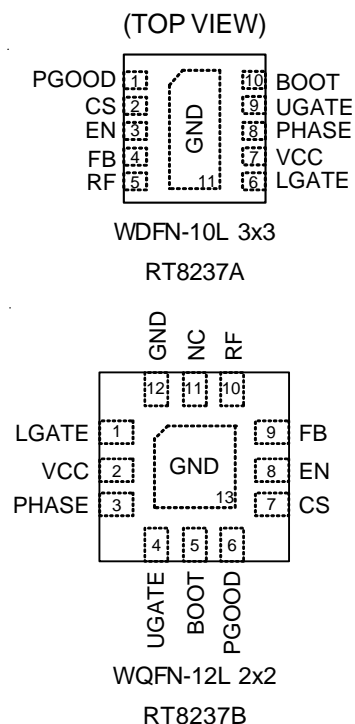 (TOP VIEW)
PGOOD 1 10 BOOT
CS 2 9 UGATE
EN 3 8 PHASE
FB 4 7 VCC
RF 5 6 LGATE
GND
11
WDFN-10L 3x3
RT8237A
GND NC RF
12 11 10
LGATE 1 9 FB
VCC 2 GND 8 EN
PHASE 3 13 7 CS
4 5 6
UGATE BOOT PGOOD
WQFN-12L 2x2
RT8237B